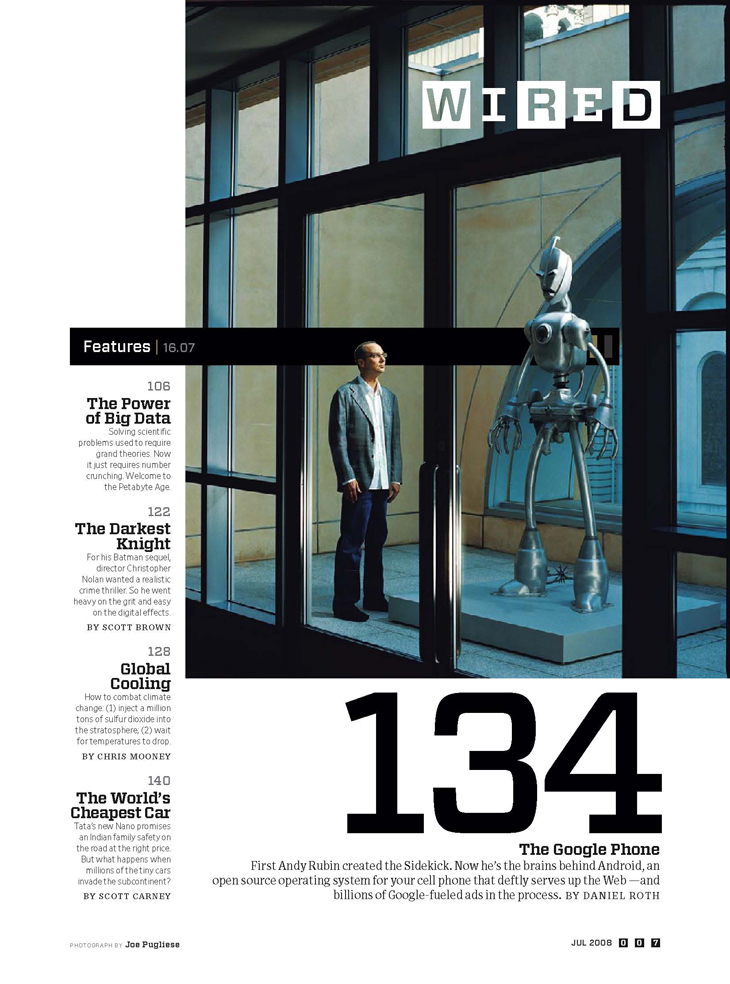 WIRED
Features | 16.07
106
The Power
of Big Data
Solving scientific
problems used to require
grand theories. Now
it just requires number
crunching. Welcome to
the Petabyte Age.
122
The Darkest
Knight
For his Batman sequel,
director Christopher
Nolan wanted a realistic
crime thriller. So he went
heavy on the grit and easy
on the digital effects.
BY SCOTT BROWN
128
Global
Cooling
How to combat climate
change: (1) inject a million
tons of sulfur dioxide into
the stratosphere; (2) wait
for temperatures to drop.
BY CHRIS MOONEY
140
The World's
Cheapest Car
Tata's new Nano promises
an Indian family safety on
the road at the right price.
But what happens when
millions of the tiny cars
invade the subcontinent?
BY SCOTT CARNEY
134
The Google Phone
First Andy Rubin created the Sidekick. Now he's the brains behind Android, an
open source operating system for your cell phone that deftly serves up the Web—and
billions of Google-fueled ads in the process. BY DANIEL ROTH
PHOTOGRAPH BY Joe Pugliese
JUL 2008 0 0 7